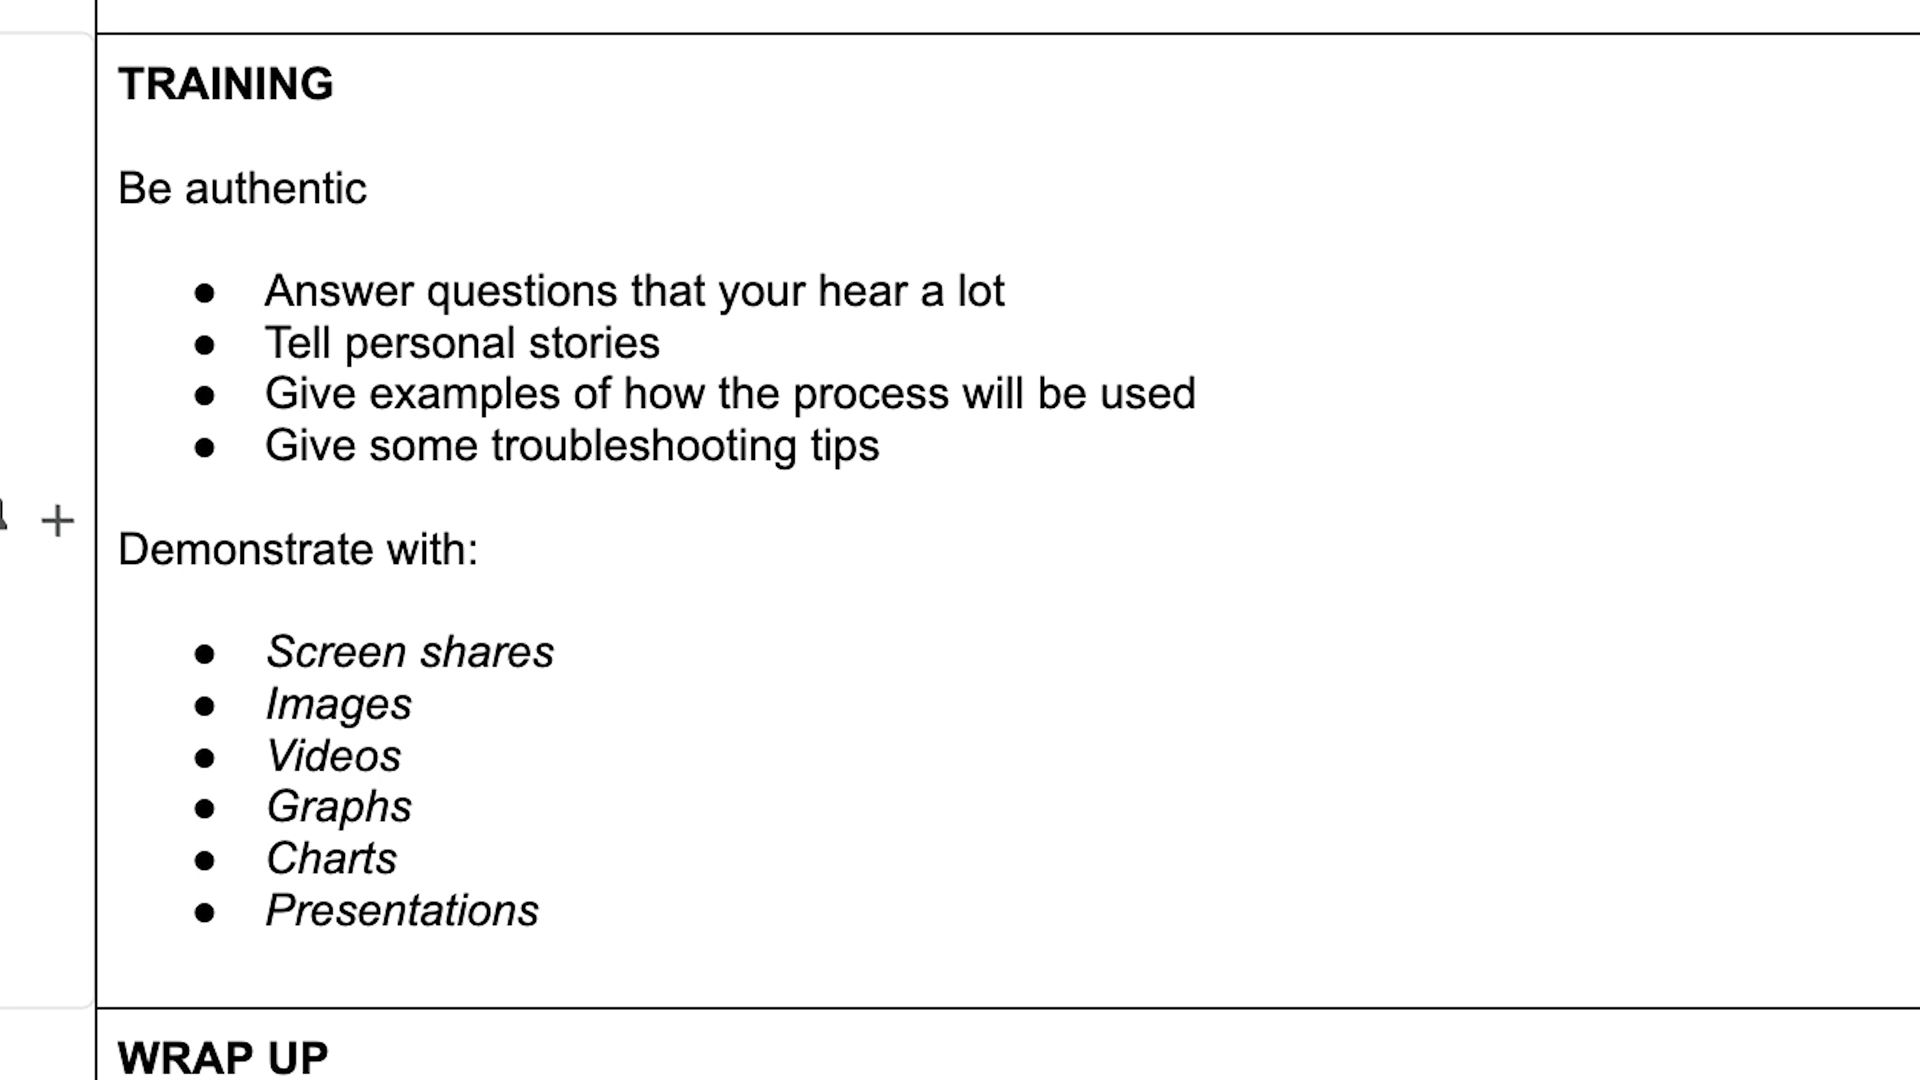 TRAINING
Be authentic
● Answer questions that your hear a lot
● Tell personal stories
● Give examples of how the process will be used
● Give some troubleshooting tips
+
Demonstrate with:
● Screen shares
● Images
● Videos
● Graphs
● Charts
● Presentations
WRAP UP